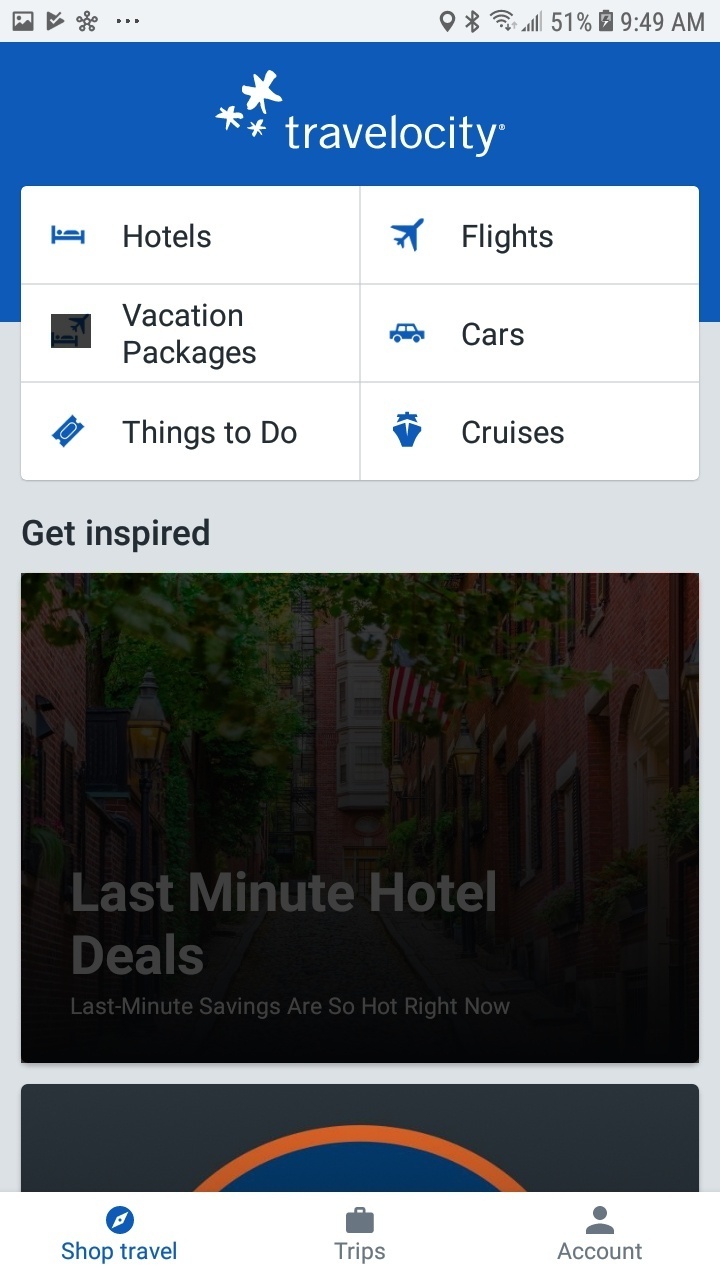 51% 9:49 AM
travelocity®
Hotels
Flights
Vacation
Packages
Cars
Things to Do
Cruises
Get inspired
Last Minute Hotel
Deals
Last-Minute Savings Are So Hot Right Now
Shop travel
Trips
Account